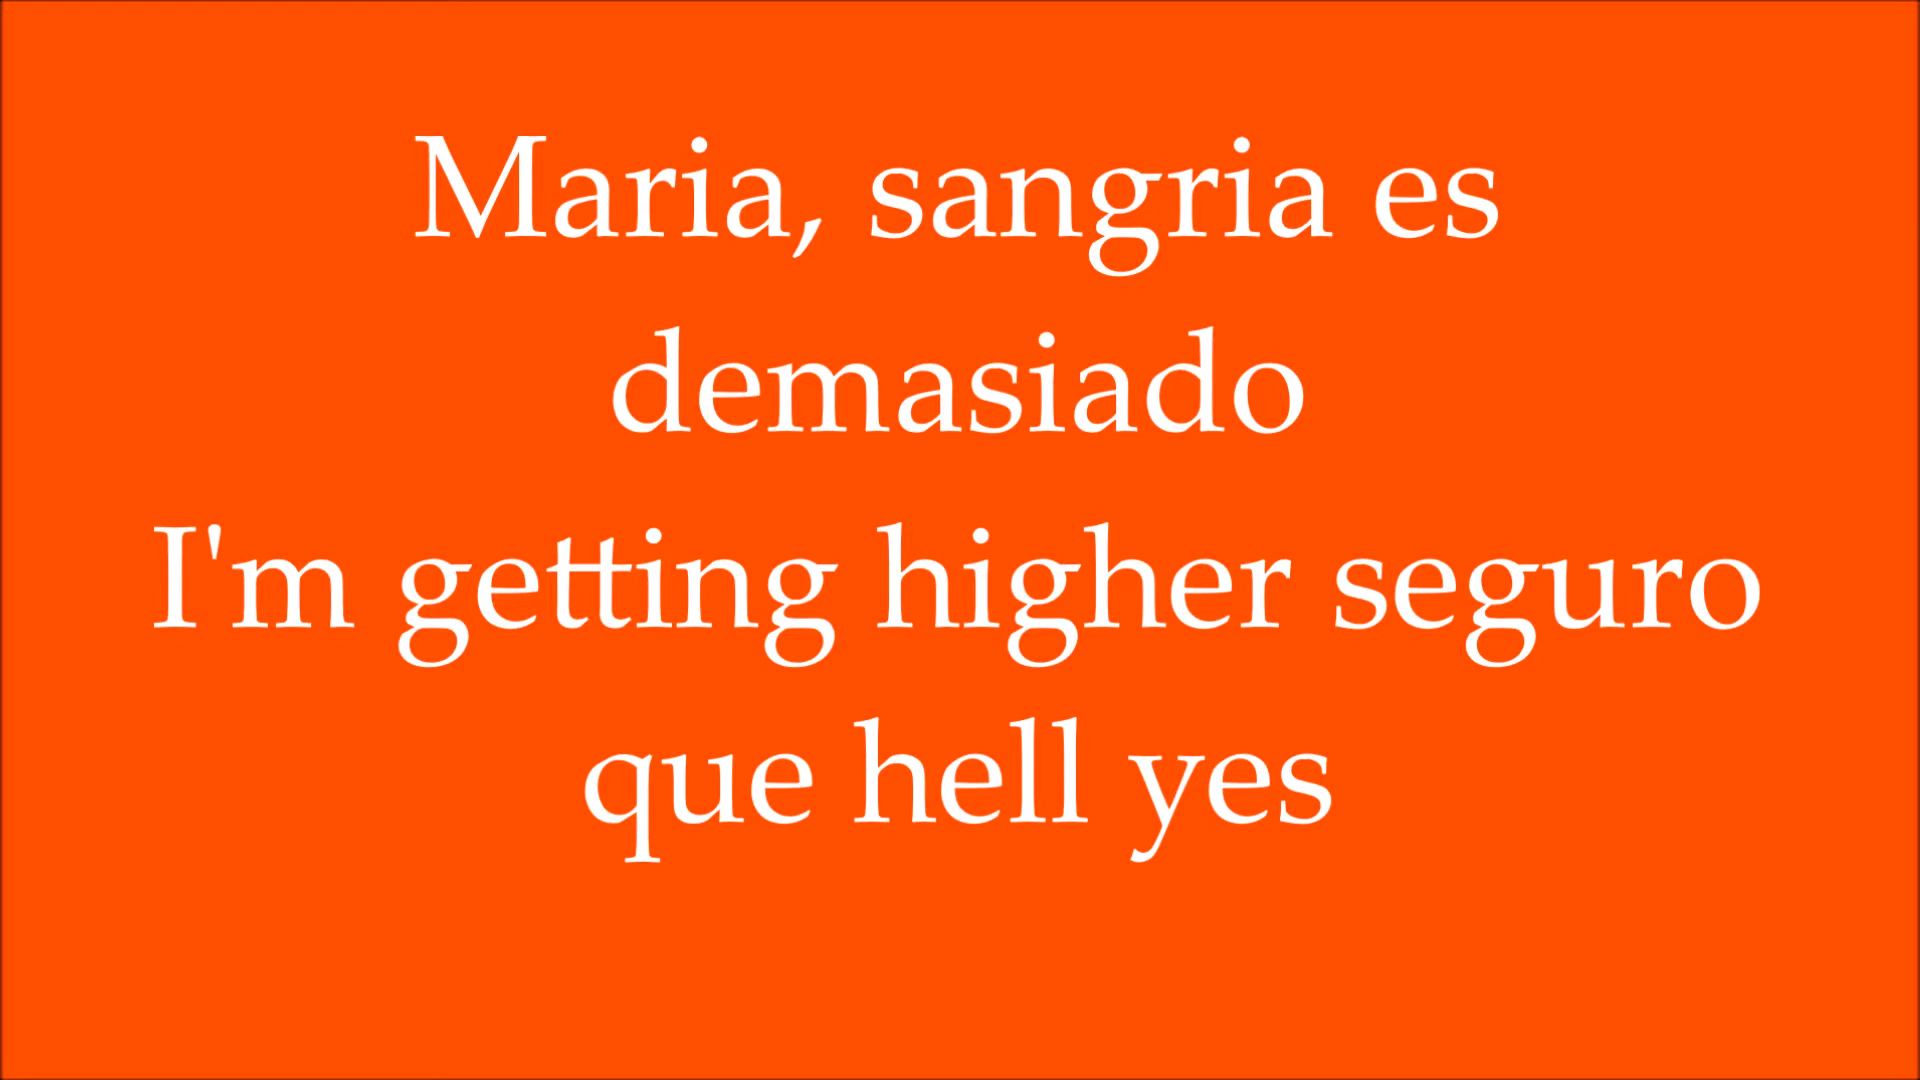 Maria, sangria es
demasiado
I'm getting higher seguro
que hell yes